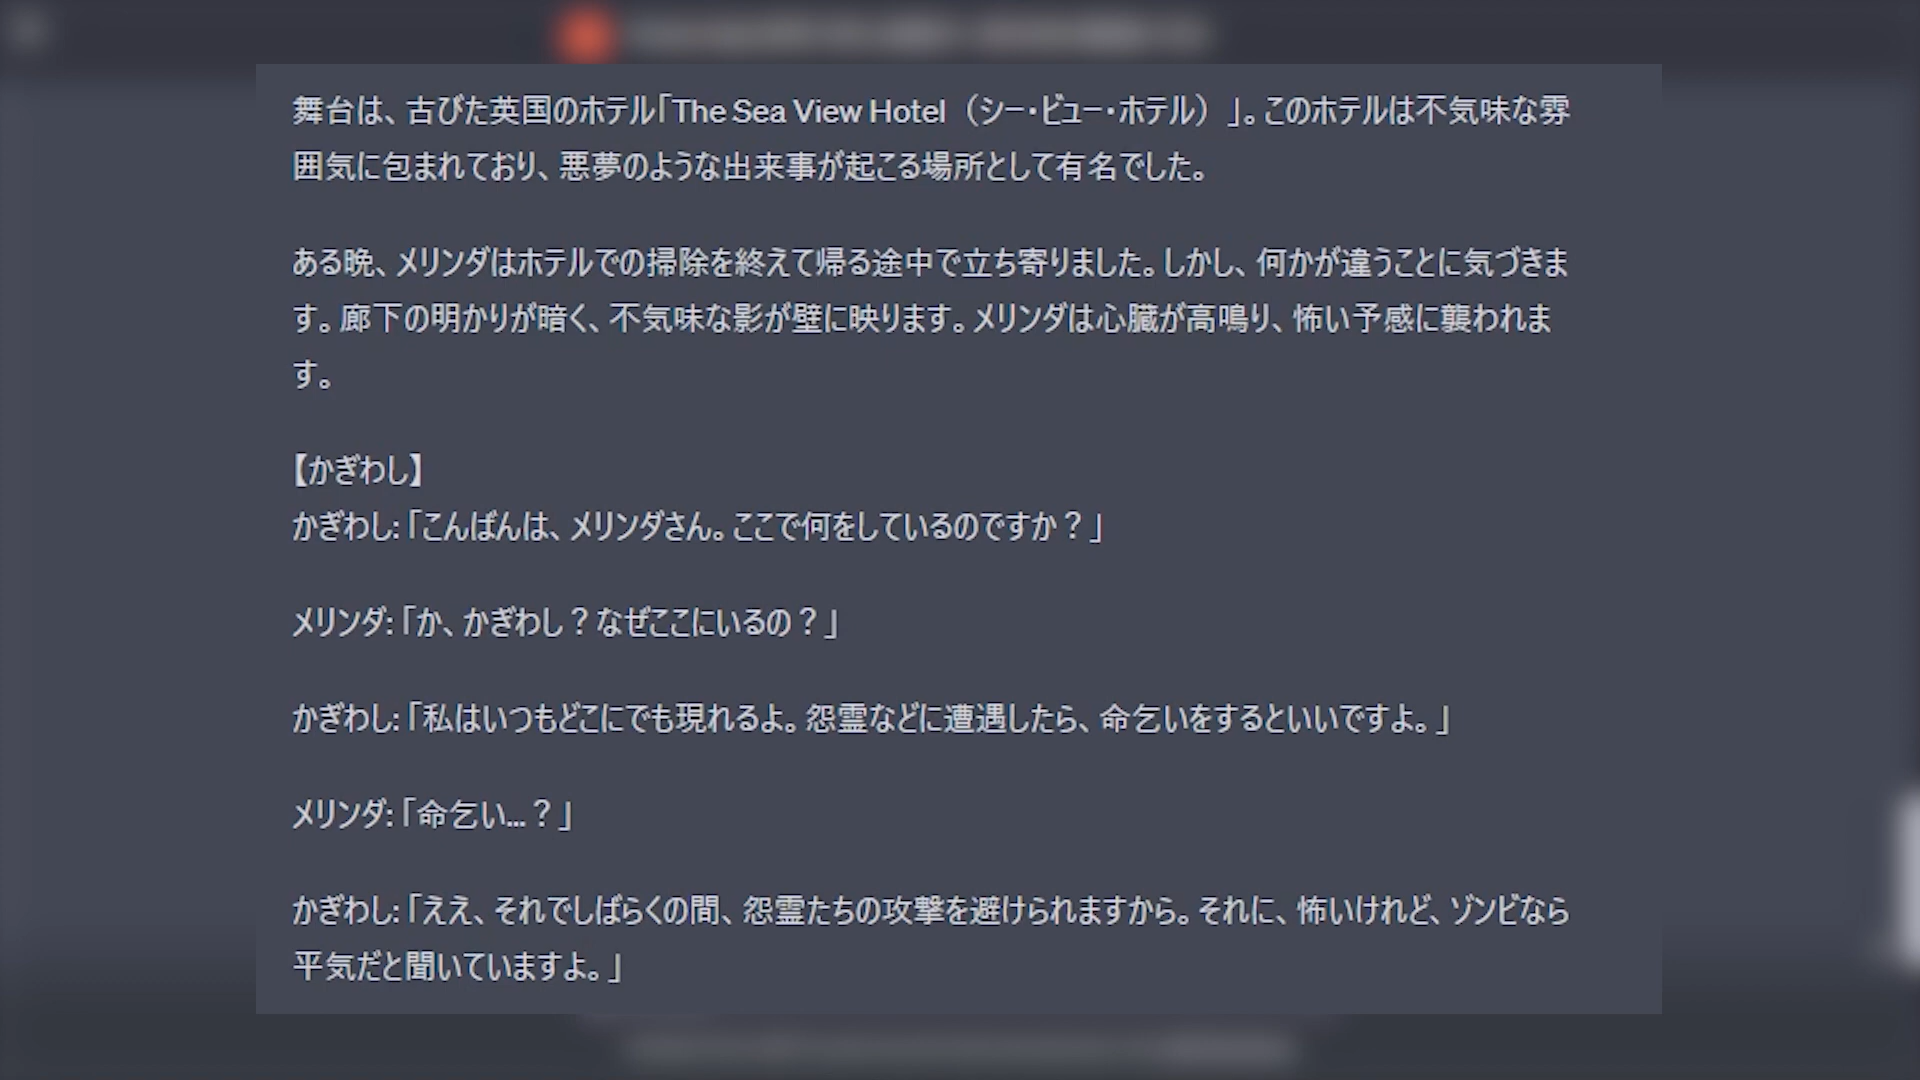 舞台は、古びた英国のホテル「The Sea View Hotel（シー・ビュー・ホテル）」。このホテルは不気味な雰
囲気に包まれており、悪夢のような出来事が起こる場所として有名でした。
ある晩、メリンダはホテルでの掃除を終えて帰る途中で立ち寄りました。しかし、何かが違うことに気づきま
す。廊下の明かりが暗く、不気味な影が壁に映ります。メリンダは心臓が高鳴り、怖い予感に襲われま
す。
【かぎわし】
かぎわし:「こんばんは、メリンダさん。ここで何をしているのですか？」
メリンダ:「か、かぎわし？なぜここにいるの？」
かぎわし:「私はいつもどこにでも現れるよ。怨霊などに遭遇したら、命乞いをするといいですよ。」
メリンダ:「命乞い...？」
かぎわし:「ええ、それでしばらくの間、怨霊たちの攻撃を避けられますから。それに、怖いけれど、ゾンビなら
平気だと聞いていますよ。」